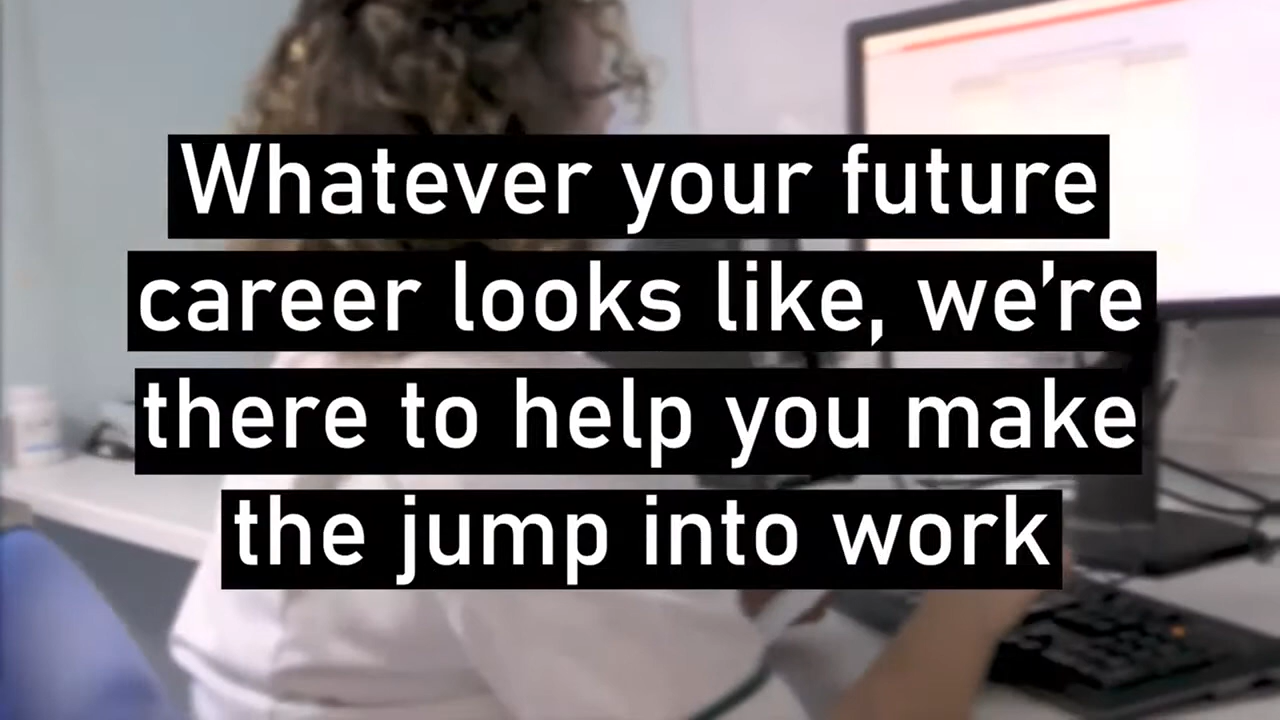 Whatever your future
career looks like, we’re
there to help you make
the jump into work